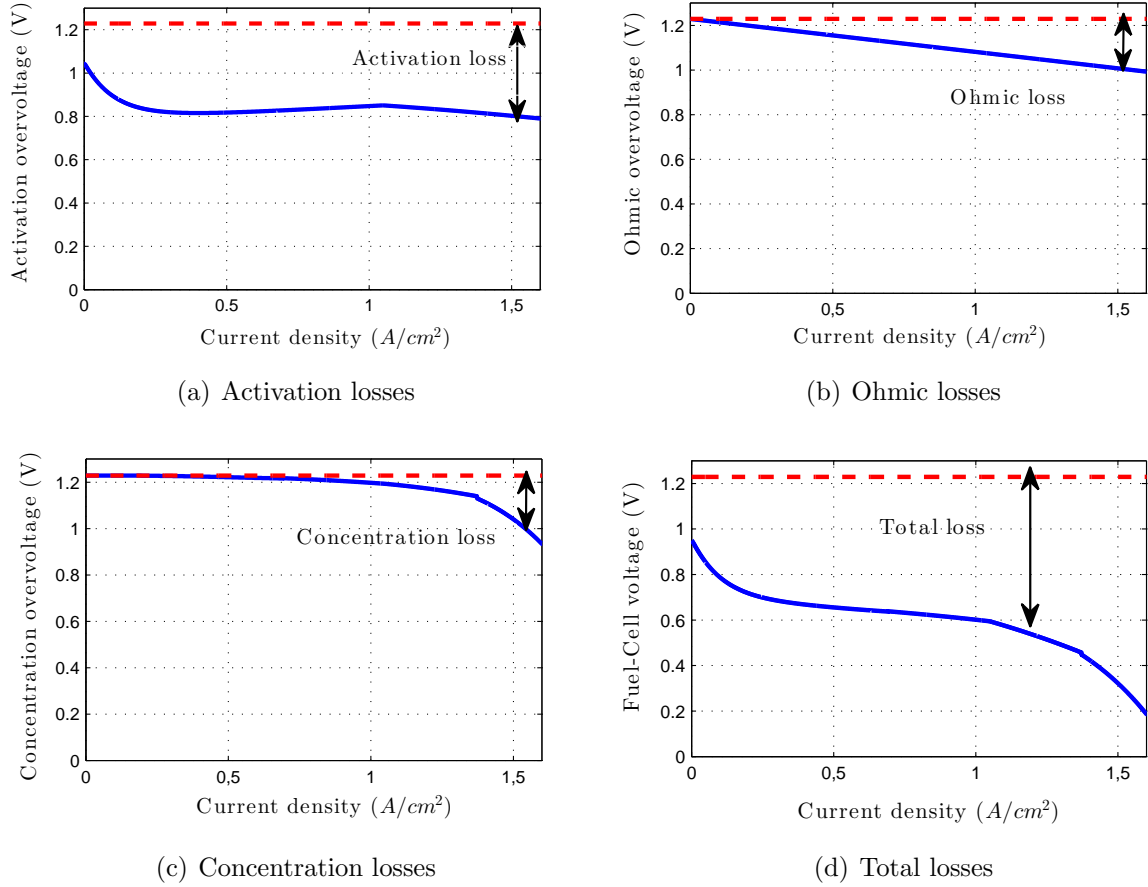 Activation overvoltage (V)
1.2
1
0.8
0.6
0.4
0.2
0
0
0.5
1
1,5
Activation loss
Current density (A/cm²)
(a) Activation losses
Ohmic overvoltage (V)
1.2
1
0.8
0.6
0.4
0.2
0
0
0,5
1
1,5
Ohmic loss
Current density (A/cm²)
(b) Ohmic losses
Concentration overvoltage (V)
1.2
1
0.8
0.6
0.4
0.2
0
0
0,5
1
1,5
Concentration loss
Current density (A/cm²)
(c) Concentration losses
Fuel-Cell voltage (V)
1.2
1
0.8
0.6
0.4
0.2
0
0
0,5
1
1,5
Total loss
Current density (A/cm²)
(d) Total losses